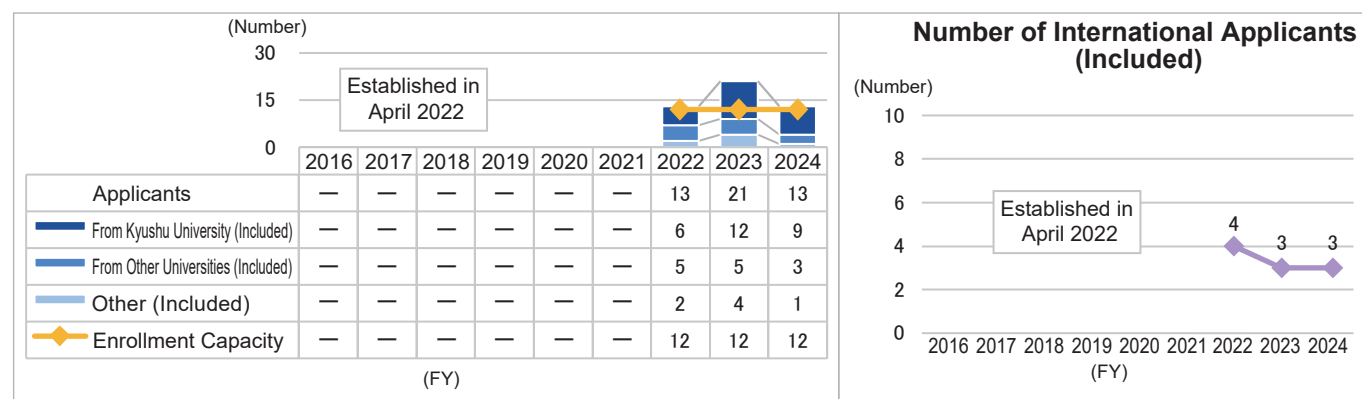 (Number)
30
15
0
Established in
April 2022
2016 2017 2018 2019 2020 2021 2022 2023 2024
Applicants — — — — — — 13 21 13
From Kyushu University (Included) — — — — — — 6 12 9
From Other Universities (Included) — — — — — — 5 5 3
Other (Included) — — — — — — 2 4 1
Enrollment Capacity — — — — — — 12 12 12
(FY)
Number of International Applicants
(Included)
(Number)
10
8
6
4
2
0
Established in
April 2022
4 3 3
2016 2017 2018 2019 2020 2021 2022 2023 2024
(FY)